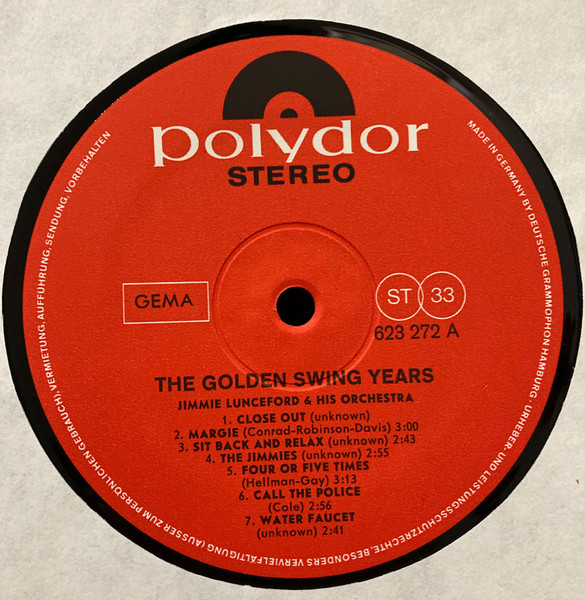 polydor
STEREO
GEMA
ST 33
623 272 A
THE GOLDEN SWING YEARS
JIMMIE LUNCEFORD & HIS ORCHESTRA
1. CLOSE OUT (unknown)
2. MARGIE (Conrad-Robinson-Davis) 3:00
3. SIT BACK AND RELAX (unknown) 2:43
4. THE JIMMIES (unknown) 2:55
5. FOUR OR FIVE TIMES
(Hellman-Gay) 3:13
6. CALL THE POLICE
(Cole) 2:56
7. WATER FAUCET
(unknown) 2:41
MADE IN GERMANY BY DEUTSCHE GRAMMOPHON HAMBURG · URHEBER- UND LEISTUNGSSCHUTZRECHTE, BESONDERS VERVIELFÄLTIGUNG (AUSSER ZUM PERSÖNLICHEN GEBRAUCH), VERMIETUNG, AUFFÜHRUNG, SENDUNG, VORBEHALTEN